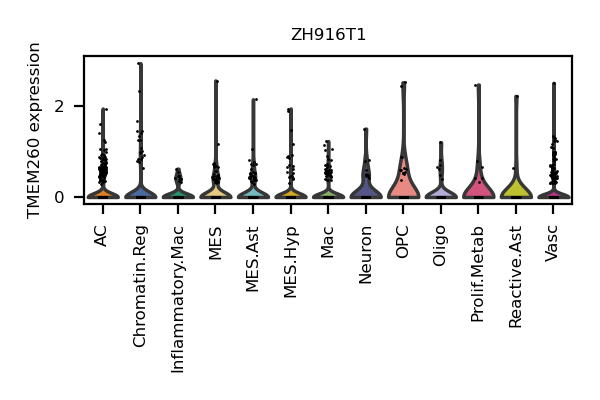 ZH916T1
TMEM260 expression
2
0
AC
Chromatin.Reg
Inflammatory.Mac
MES
MES.Ast
MES.Hyp
Mac
Neuron
OPC
Oligo
Prolif.Metab
Reactive.Ast
Vasc